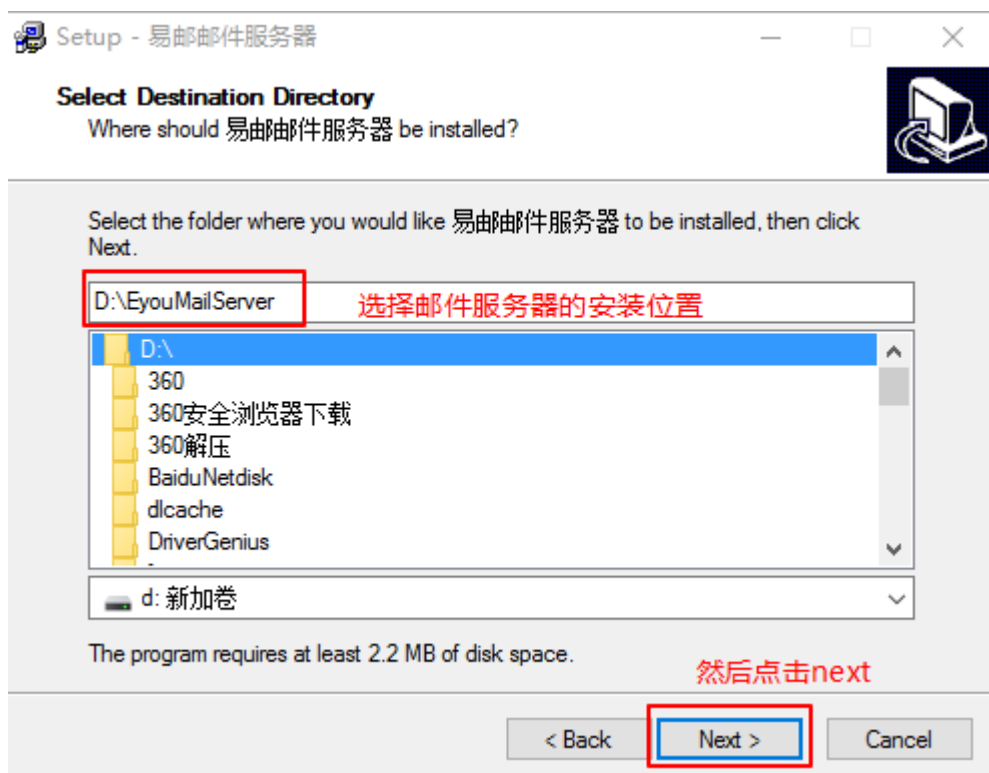 Setup - 易邮邮件服务器
Select Destination Directory
Where should 易邮邮件服务器 be installed?
Select the folder where you would like 易邮邮件服务器 to be installed, then click
Next.
D:\EyouMailServer
选择邮件服务器的安装位置
D:\
360
360安全浏览器下载
360解压
BaiduNetdisk
dlcache
DriverGenius
d: 新加卷
The program requires at least 2.2 MB of disk space.
然后点击next
< Back
Next >
Cancel